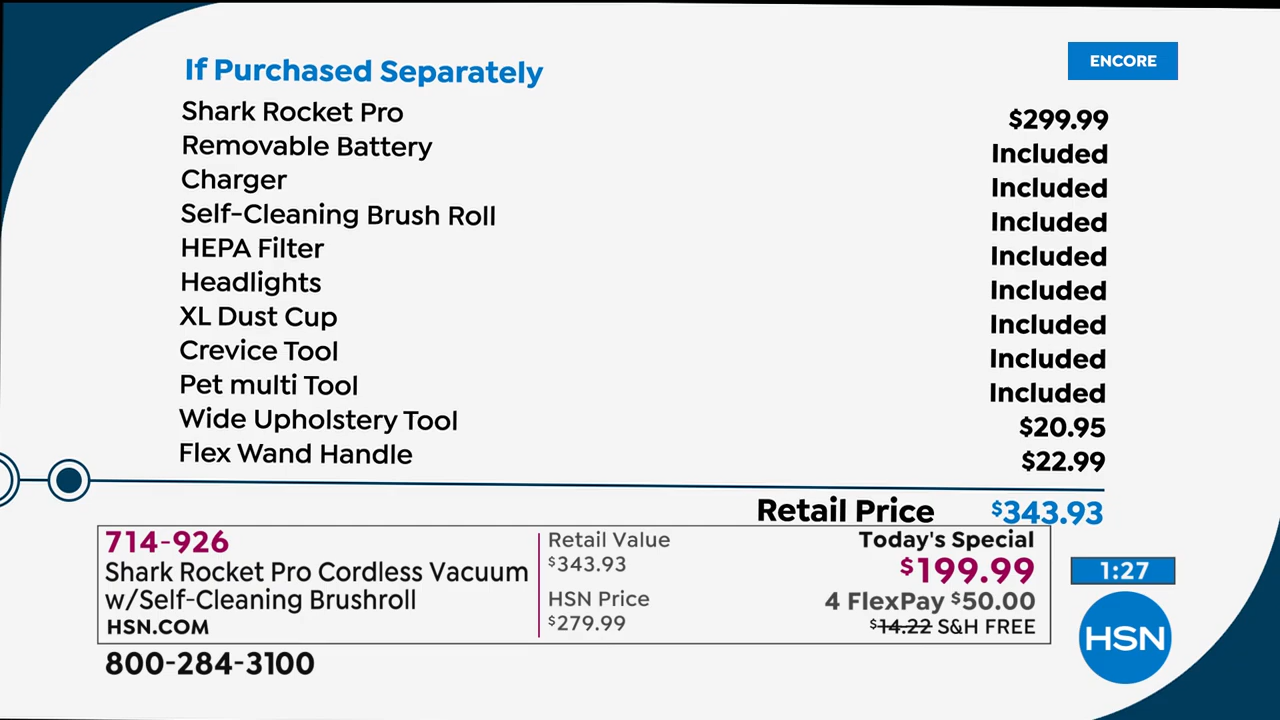 If Purchased Separately
ENCORE
Shark Rocket Pro $299.99
Removable Battery Included
Charger Included
Self-Cleaning Brush Roll Included
HEPA Filter Included
Headlights Included
XL Dust Cup Included
Crevice Tool Included
Pet multi Tool Included
Wide Upholstery Tool $20.95
Flex Wand Handle $22.99
Retail Price $343.93
714-926
Shark Rocket Pro Cordless Vacuum
w/Self-Cleaning Brushroll
HSN.COM
Retail Value
$343.93
HSN Price
$279.99
Today's Special
$199.99
4 FlexPay $50.00
$14.22 S&H FREE
1:27
HSN
800-284-3100